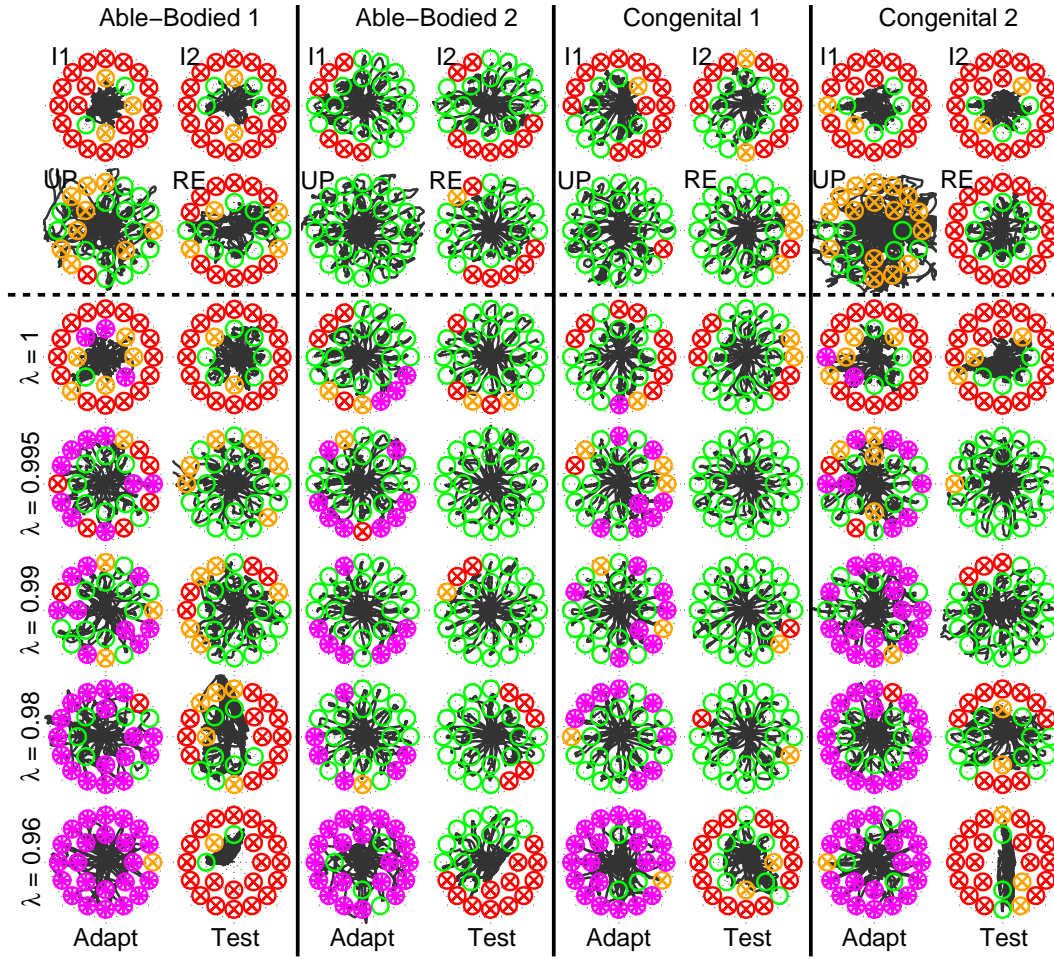 Able−Bodied 1 Able−Bodied 2 Congenital 1 Congenital 2
I1 I2 I1 I2 I1 I2 I1 I2
UP RE UP RE UP RE UP RE
λ = 1
λ = 0.995
λ = 0.99
λ = 0.98
λ = 0.96
Adapt Test Adapt Test Adapt Test Adapt Test